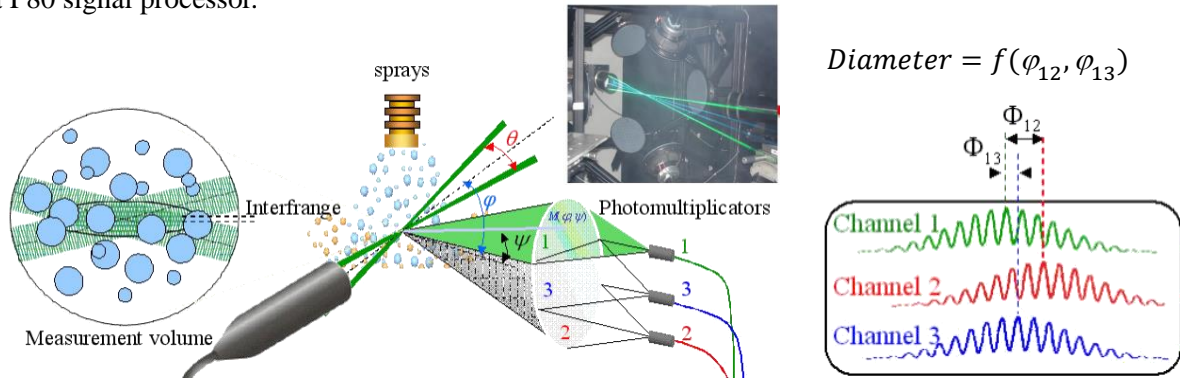 80 signal processor.
sprays
θ
φ
Interfrange
M(φ,ψ)
Photomultiplicators
ψ
1
3
2
1
3
2
Measurement volume
Diameter = f(φ₁₂, φ₁₃)
Φ₁₂
Φ₁₃
Channel 1
Channel 2
Channel 3